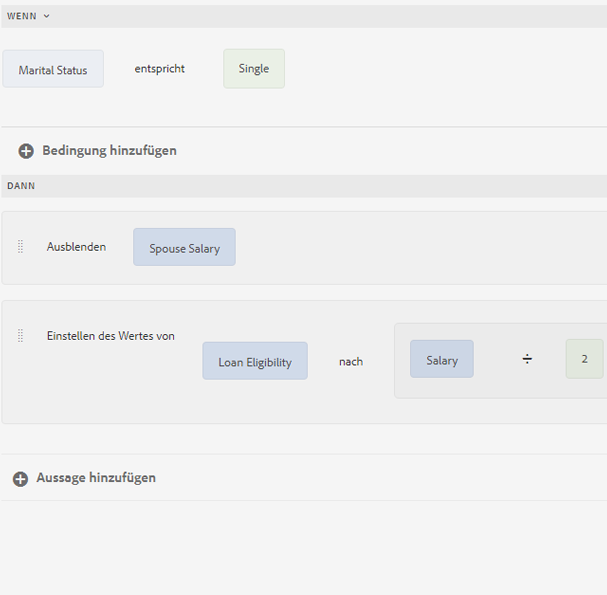 WENN
Marital Status entspricht Single
Bedingung hinzufügen
DANN
Ausblenden Spouse Salary
Einstellen des Wertes von
Loan Eligibility nach Salary ÷ 2
Aussage hinzufügen